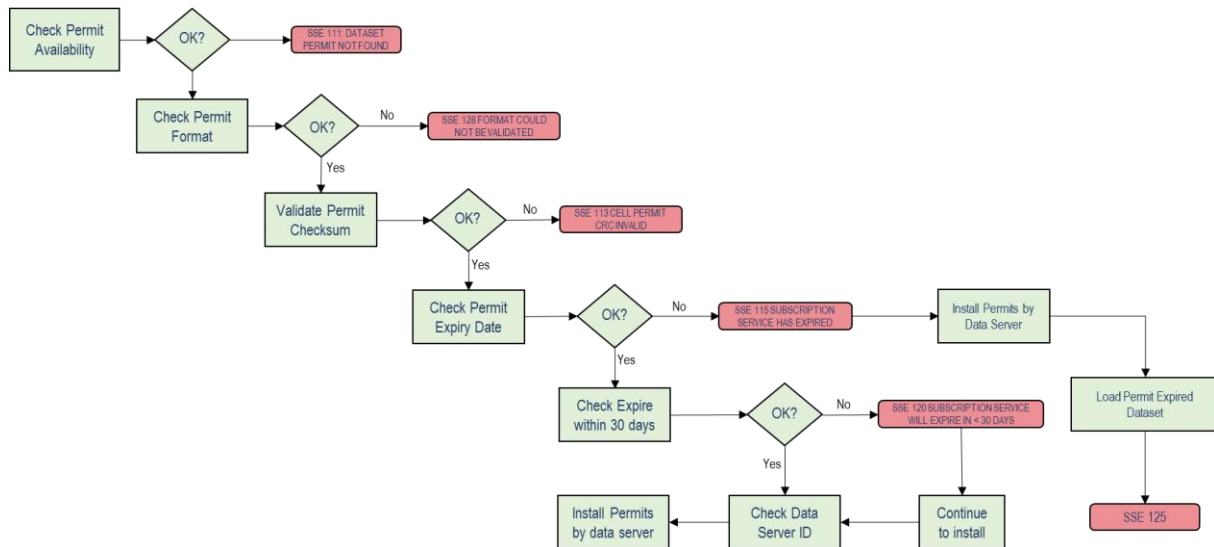 Check Permit
Availability
OK?
SSE 111: DATASET
PERMIT NOT FOUND
Check Permit
Format
OK?
No
SSE 128 FORMAT COULD
NOT BE VALIDATED
Yes
Validate Permit
Checksum
OK?
No
SSE 113 CELL PERMIT
CRC INVALID
Yes
Check Permit
Expiry Date
OK?
No
SSE 115 SUBSCRIPTION
SERVICE HAS EXPIRED
Install Permits by
Data Server
Yes
Check Expire
within 30 days
OK?
No
SSE 120 SUBSCRIPTION SERVICE
WILL EXPIRE IN < 30 DAYS
Load Permit Expired
Dataset
Yes
Install Permits
by data server
Check Data
Server ID
Continue
to install
SSE 125